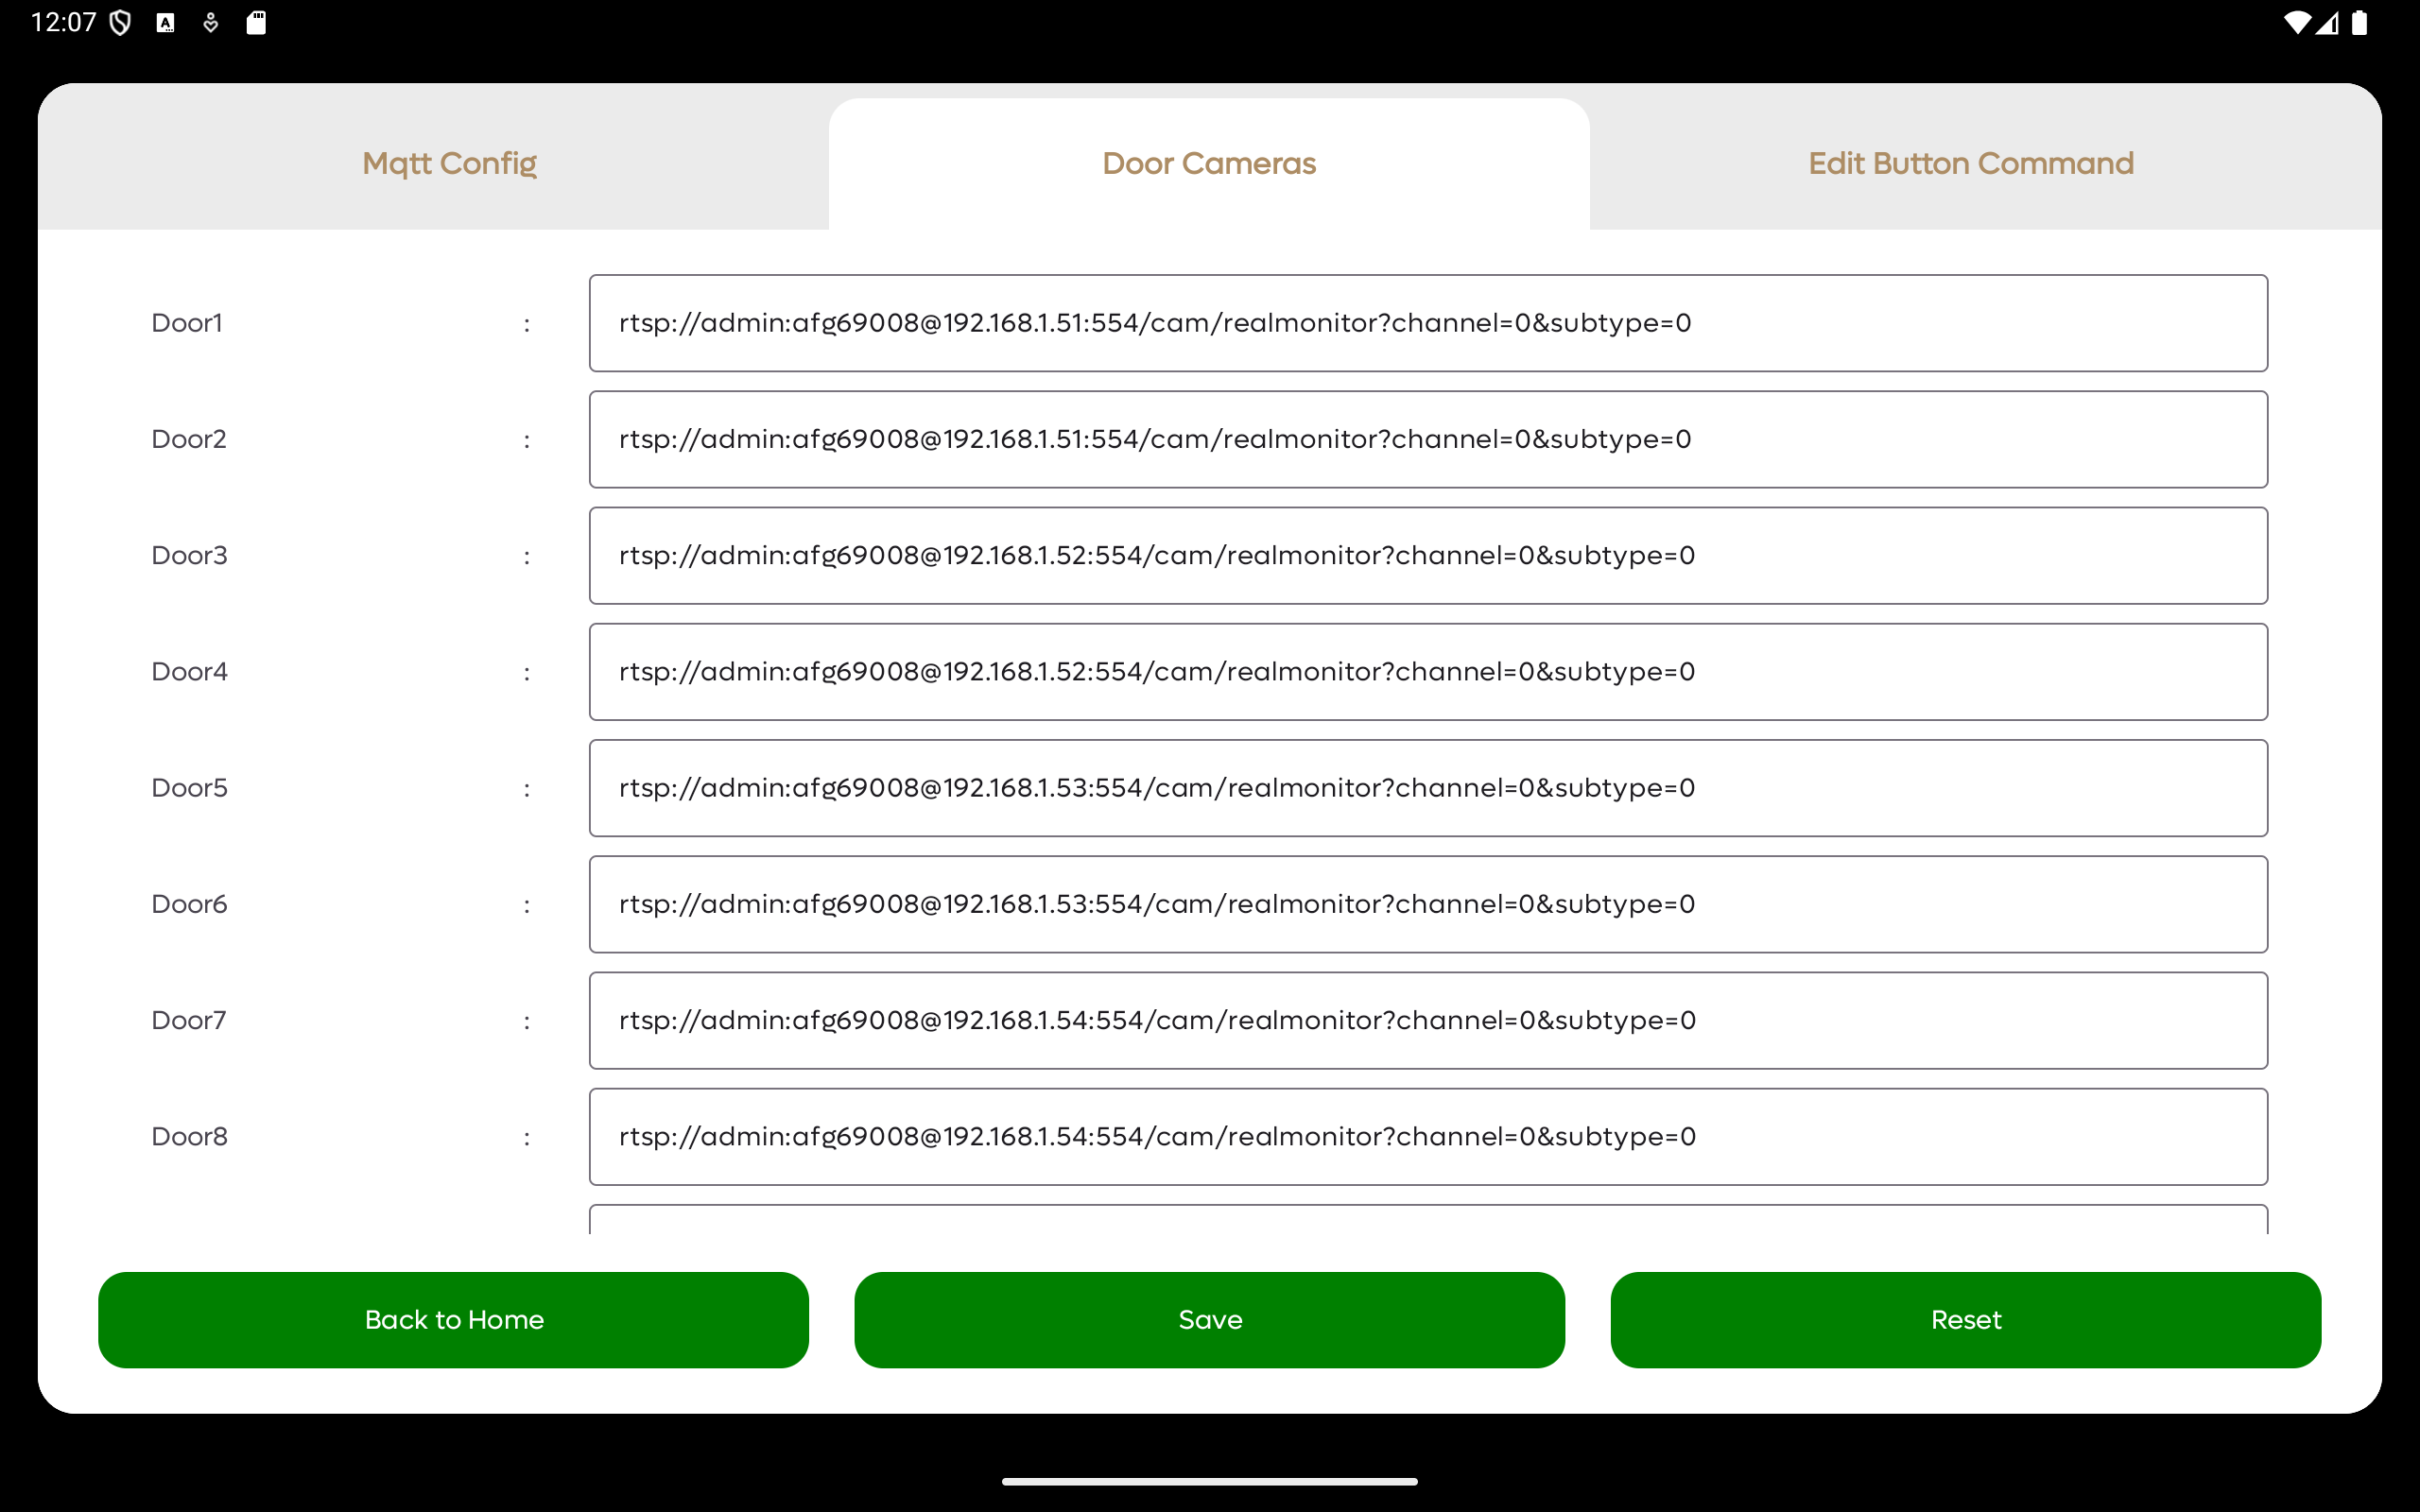 12:07
Mqtt Config Door Cameras Edit Button Command
Door1 : rtsp://admin:afg69008@192.168.1.51:554/cam/realmonitor?channel=0&subtype=0
Door2 : rtsp://admin:afg69008@192.168.1.51:554/cam/realmonitor?channel=0&subtype=0
Door3 : rtsp://admin:afg69008@192.168.1.52:554/cam/realmonitor?channel=0&subtype=0
Door4 : rtsp://admin:afg69008@192.168.1.52:554/cam/realmonitor?channel=0&subtype=0
Door5 : rtsp://admin:afg69008@192.168.1.53:554/cam/realmonitor?channel=0&subtype=0
Door6 : rtsp://admin:afg69008@192.168.1.53:554/cam/realmonitor?channel=0&subtype=0
Door7 : rtsp://admin:afg69008@192.168.1.54:554/cam/realmonitor?channel=0&subtype=0
Door8 : rtsp://admin:afg69008@192.168.1.54:554/cam/realmonitor?channel=0&subtype=0
Back to Home Save Reset